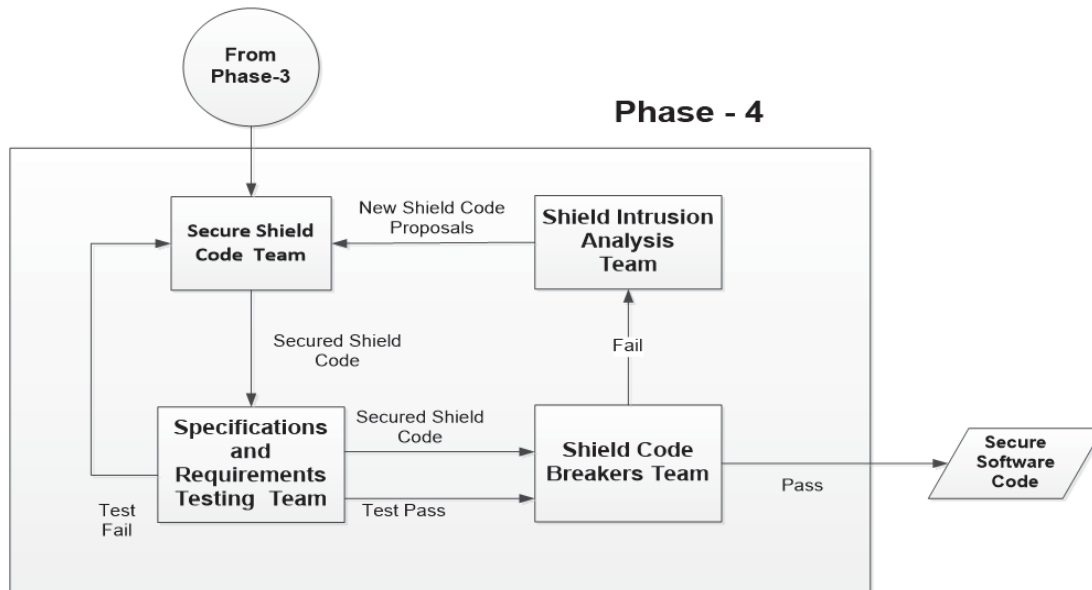 From
Phase-3
Phase - 4
Secure Shield
Code Team
New Shield Code
Proposals
Shield Intrusion
Analysis
Team
Secured Shield
Code
Fail
Specifications
and
Requirements
Testing Team
Secured Shield
Code
Test Pass
Shield Code
Breakers Team
Pass
Secure
Software
Code
Test
Fail